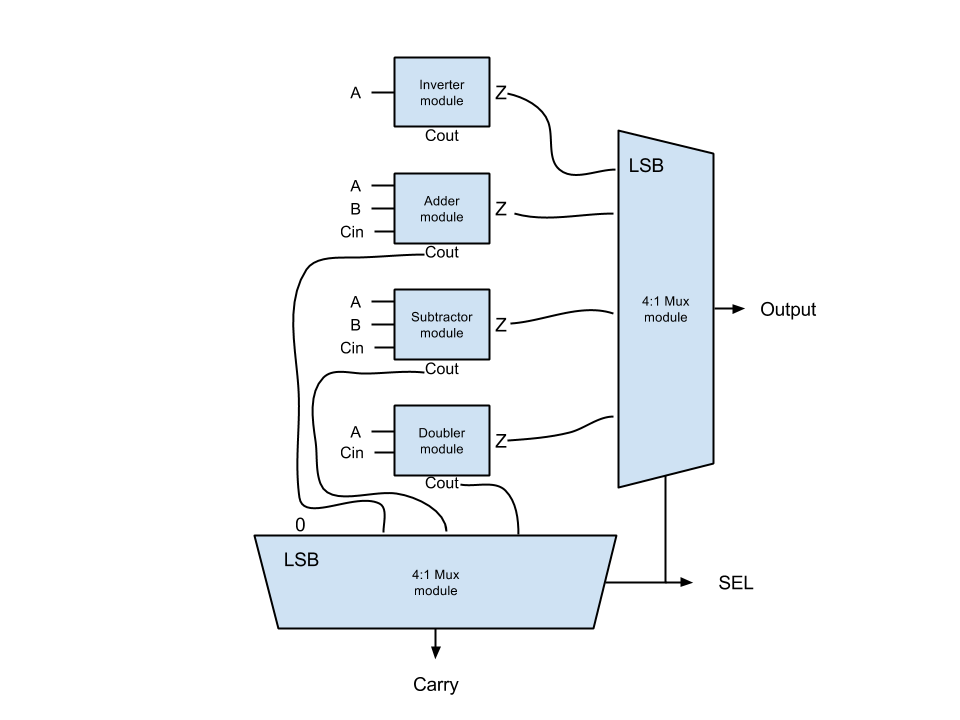 Inverter
module
A
Z
Cout
LSB
A
B
Cin
Adder
module
Z
Cout
A
B
Cin
Subtractor
module
Z
Cout
4:1 Mux
module
Output
A
Cin
Doubler
module
Z
Cout
0
LSB
4:1 Mux
module
SEL
Carry